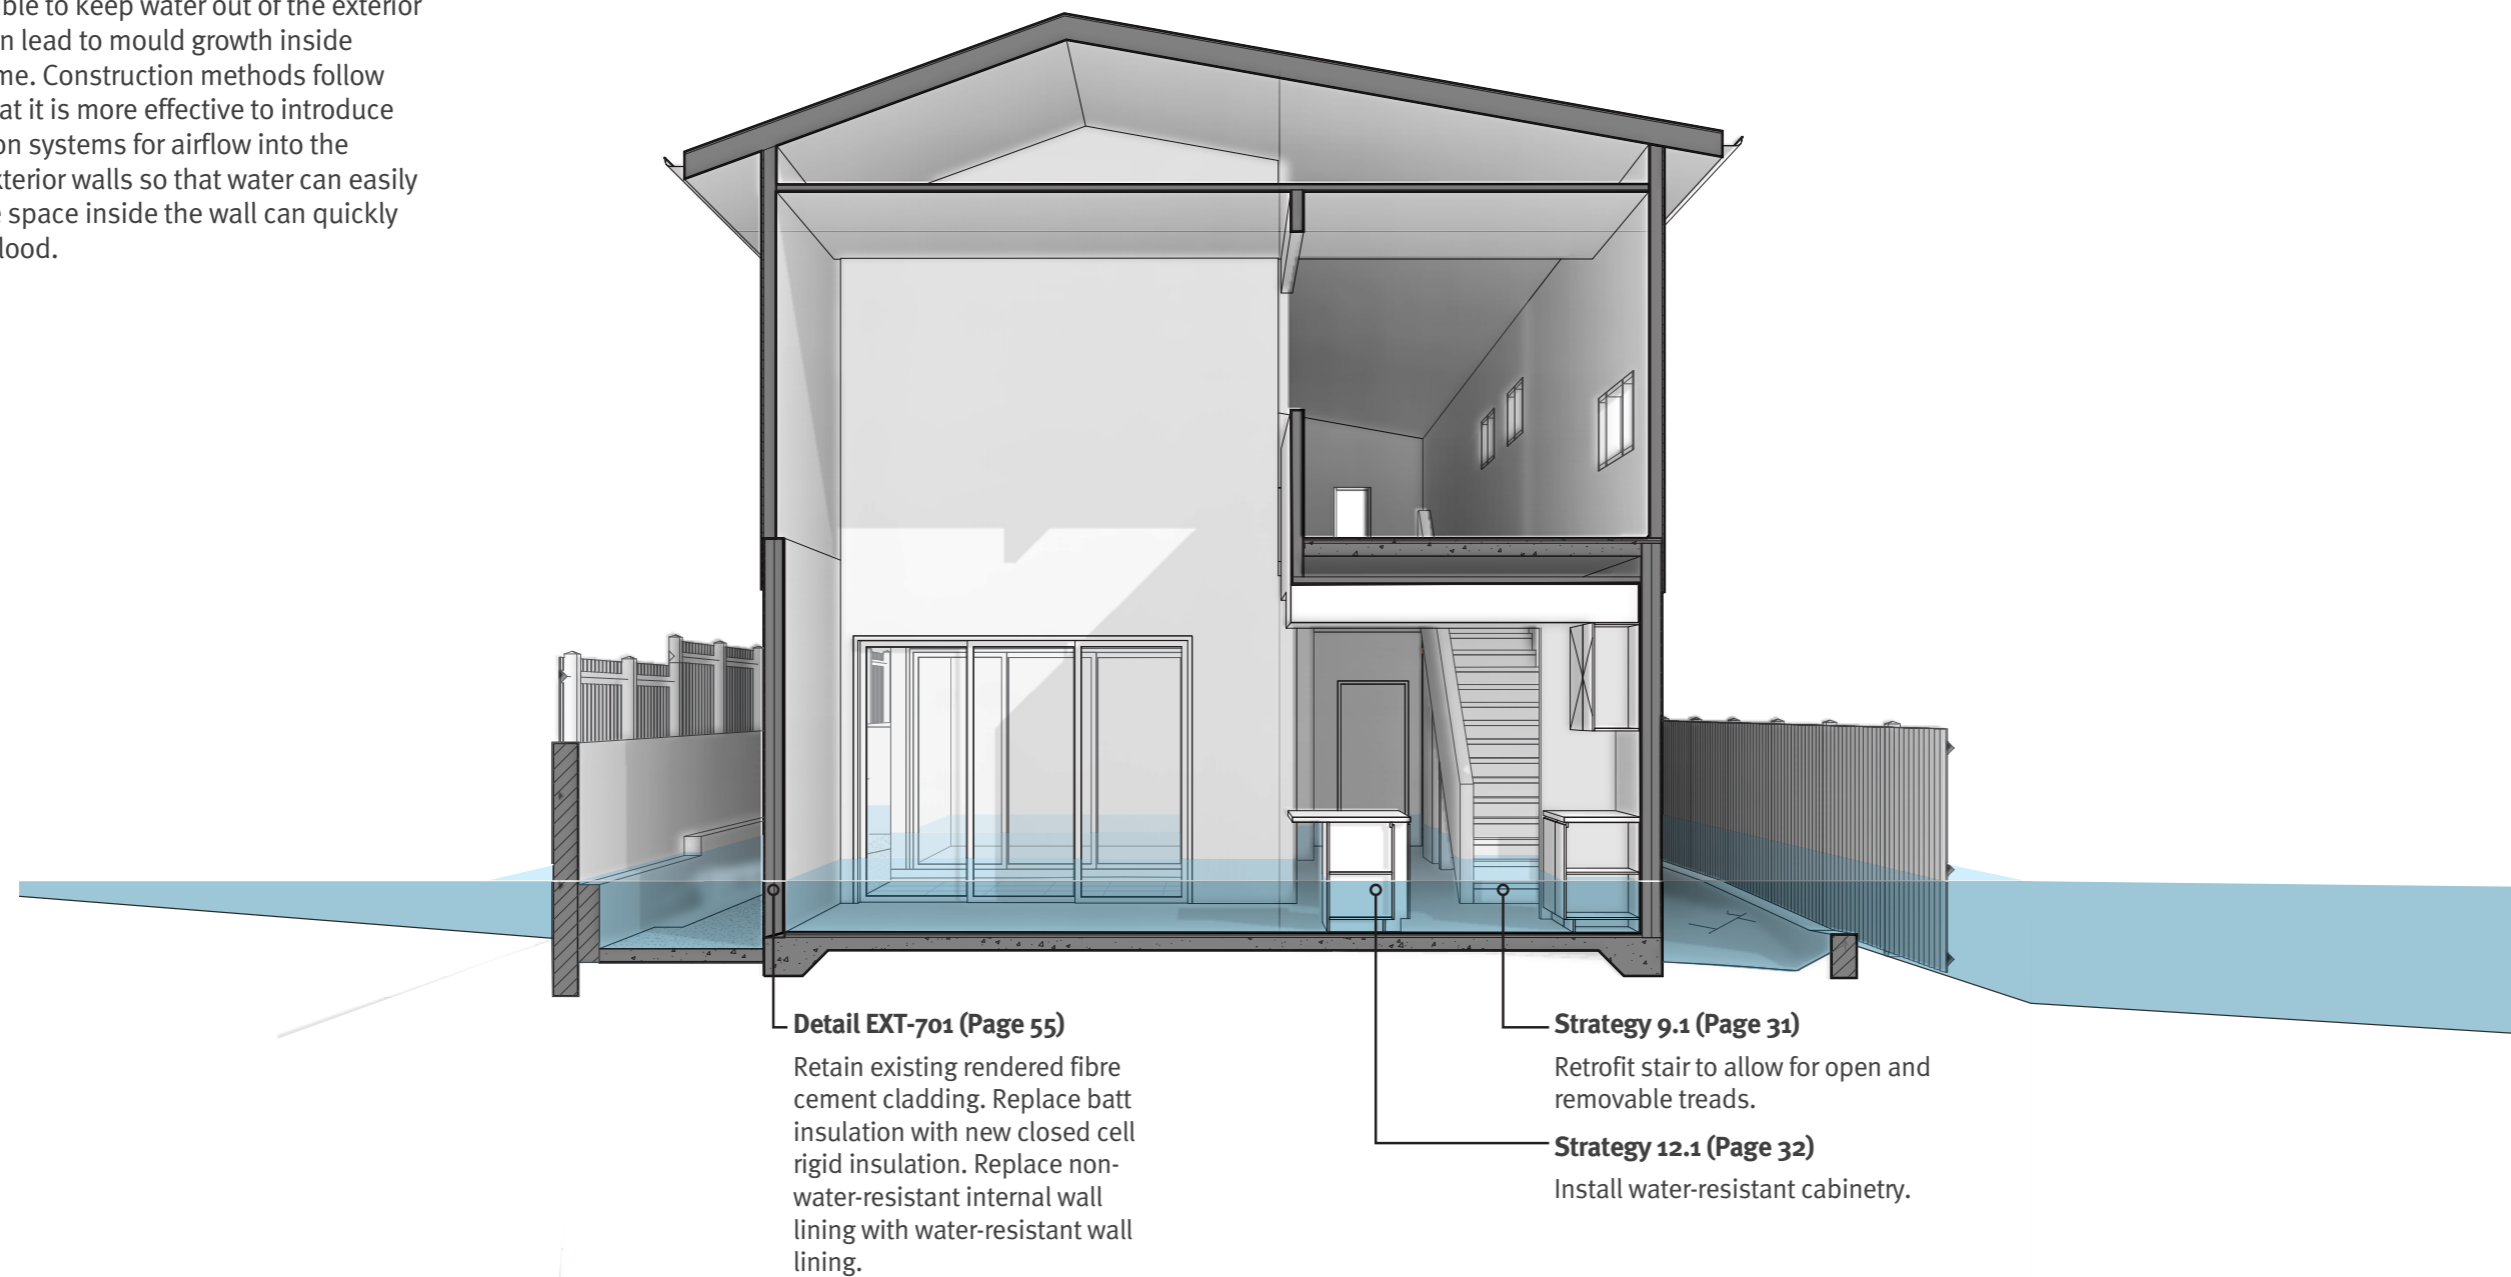 ble to keep water out of the exterior
n lead to mould growth inside
me. Construction methods follow
at it is more effective to introduce
on systems for airflow into the
xterior walls so that water can easily
e space inside the wall can quickly
lood.
Detail EXT-701 (Page 55)
Retain existing rendered fibre
cement cladding. Replace batt
insulation with new closed cell
rigid insulation. Replace non-
water-resistant internal wall
lining with water-resistant wall
lining.
Strategy 9.1 (Page 31)
Retrofit stair to allow for open and
removable treads.
Strategy 12.1 (Page 32)
Install water-resistant cabinetry.